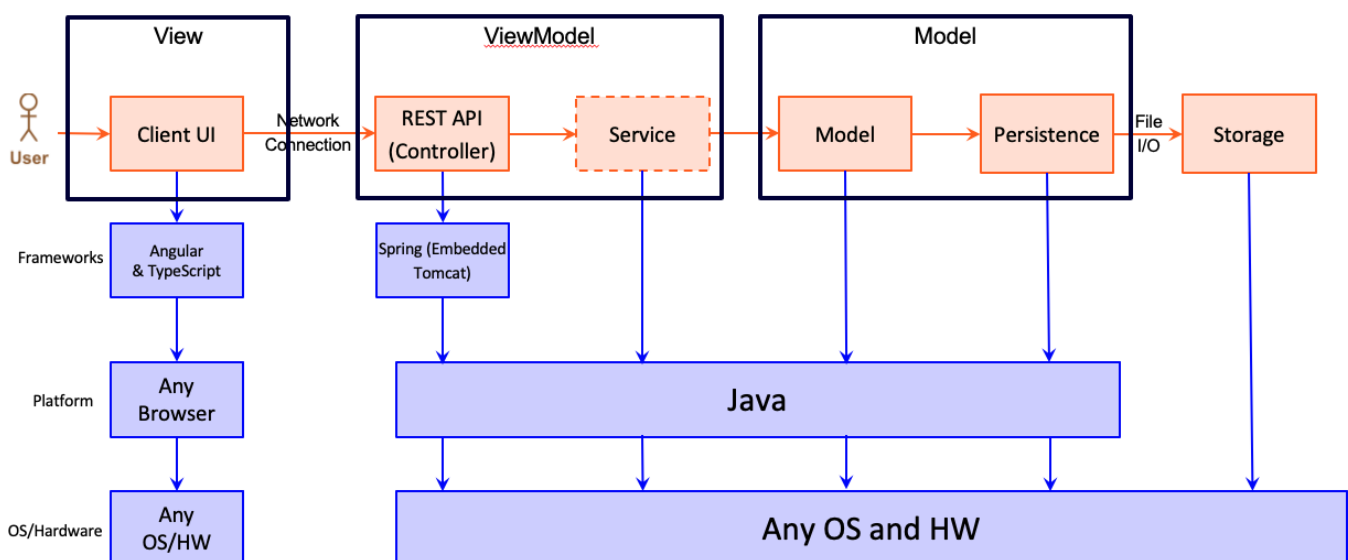 View
ViewModel
Model
User
Client UI
Network
Connection
REST API
(Controller)
Service
Model
Persistence
File
I/O
Storage
Frameworks
Angular
& TypeScript
Spring (Embedded
Tomcat)
Platform
Any
Browser
Java
OS/Hardware
Any
OS/HW
Any OS and HW